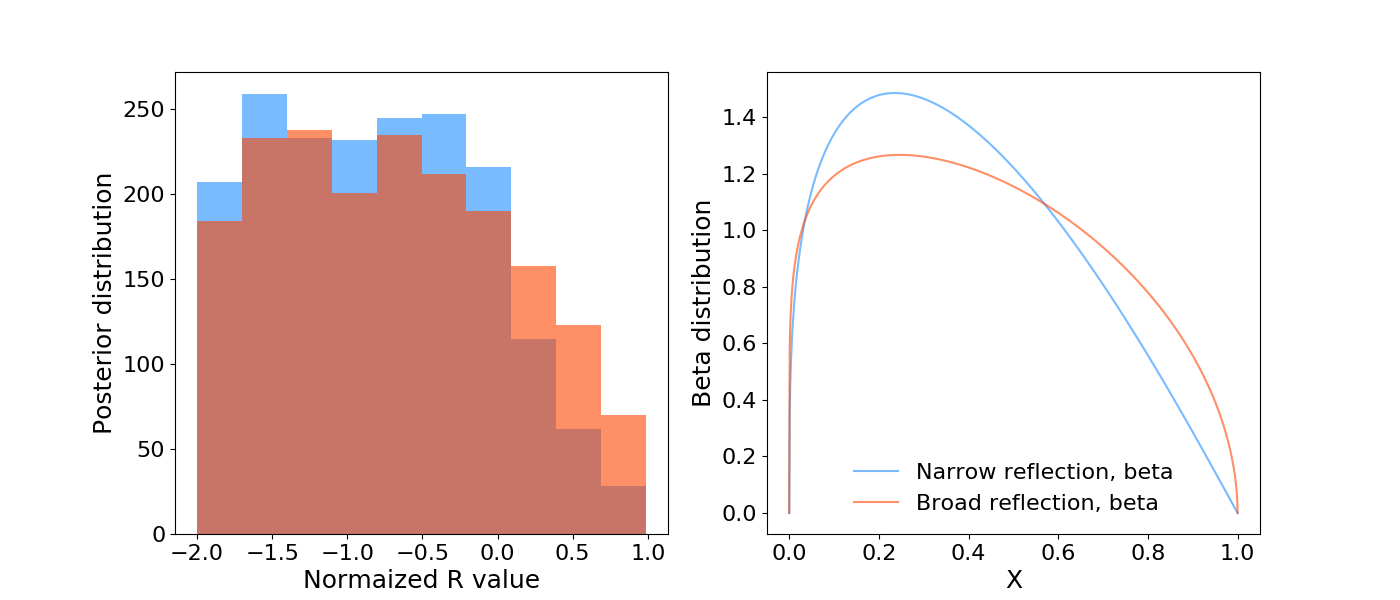 Posterior distribution
250
200
150
100
50
0
−2.0 −1.5 −1.0 −0.5 0.0 0.5 1.0
Normaized R value
Beta distribution
1.4
1.2
1.0
0.8
0.6
0.4
0.2
0.0
Narrow reflection, beta
Broad reflection, beta
0.0 0.2 0.4 0.6 0.8 1.0
X